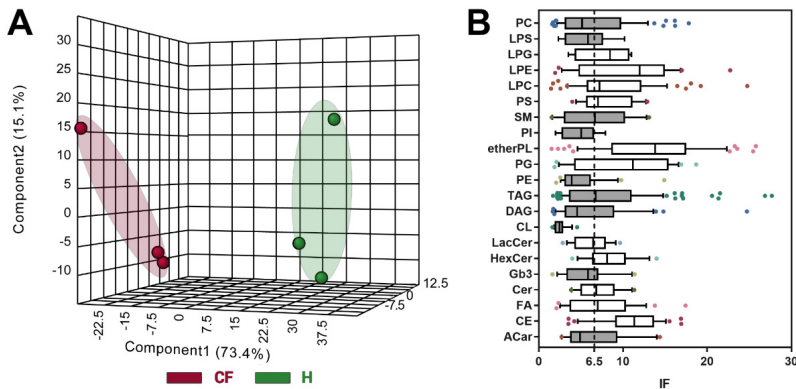 A
Component2 (15.1%)
30
25
20
15
10
5
0
-5
-10
-22.5
-15
-7.5
0
7.5
15
22.5
30
37.5
Component1 (73.4%)
-7.5
0
12.5
CF
H
B
PC
LPS
LPG
LPE
LPC
PS
SM
PI
etherPL
PG
PE
TAG
DAG
CL
LacCer
HexCer
Gb3
Cer
FA
CE
ACar
0
6.5
10
20
30
IF